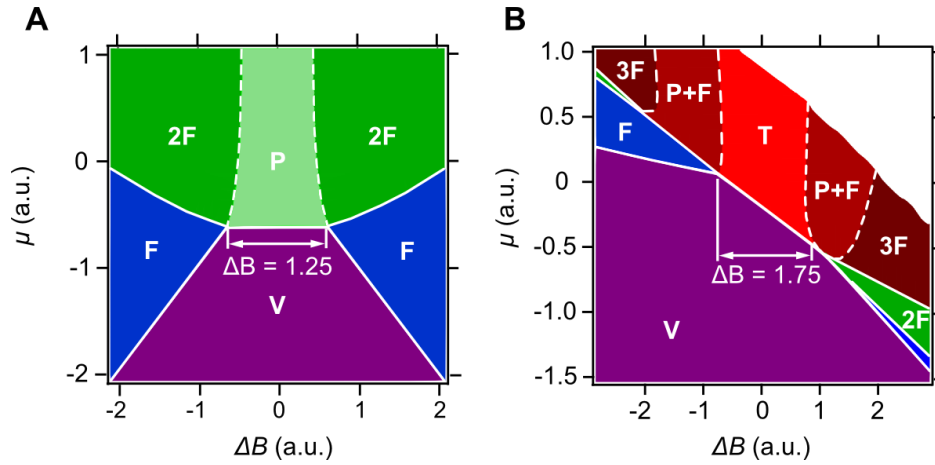 A
1
0
-1
-2
μ (a.u.)
2F
P
2F
F
F
ΔB = 1.25
V
-2
-1
0
1
2
ΔB (a.u.)
B
1.0
0.5
0
-0.5
-1.0
-1.5
μ (a.u.)
3F
P+F
F
T
P+F
3F
ΔB = 1.75
2F
V
-2
-1
0
1
2
ΔB (a.u.)